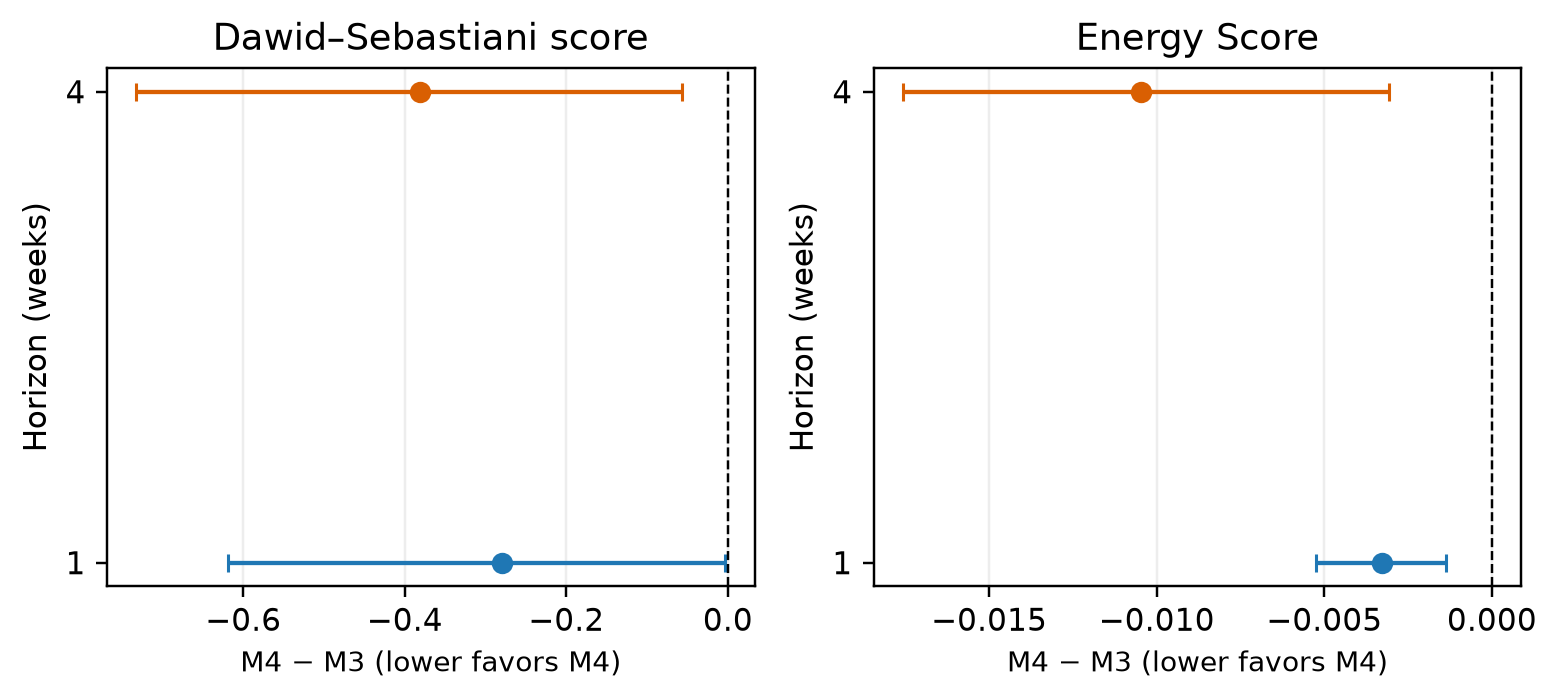 Dawid–Sebastiani score
Horizon (weeks)
4
1
−0.6 −0.4 −0.2 0.0
M4 − M3 (lower favors M4)
Energy Score
Horizon (weeks)
4
1
−0.015 −0.010 −0.005 0.000
M4 − M3 (lower favors M4)